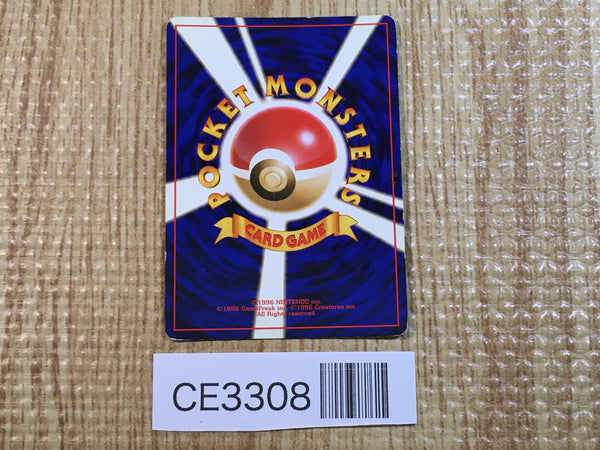 POCKET MONSTERS
CARD GAME
©1996 NINTENDO inc.
©1996 GameFreak inc. ©1996 Creatures inc.
All Rights reserved
CE3308